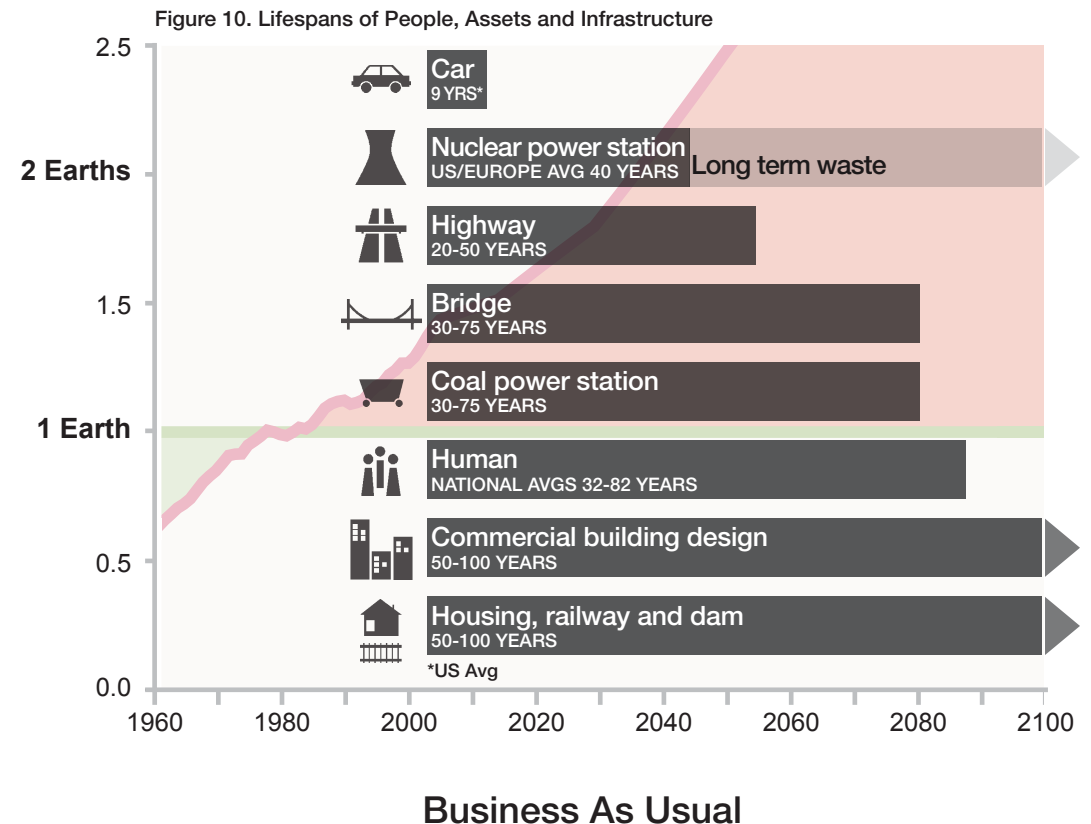 Figure 10. Lifespans of People, Assets and Infrastructure
2.5
Car
9 YRS*
2 Earths
Nuclear power station
US/EUROPE AVG 40 YEARS
Long term waste
Highway
20-50 YEARS
1.5
Bridge
30-75 YEARS
Coal power station
30-75 YEARS
1 Earth
Human
NATIONAL AVGS 32-82 YEARS
0.5
Commercial building design
50-100 YEARS
Housing, railway and dam
50-100 YEARS
*US Avg
0.0
1960 1980 2000 2020 2040 2060 2080 2100
Business As Usual